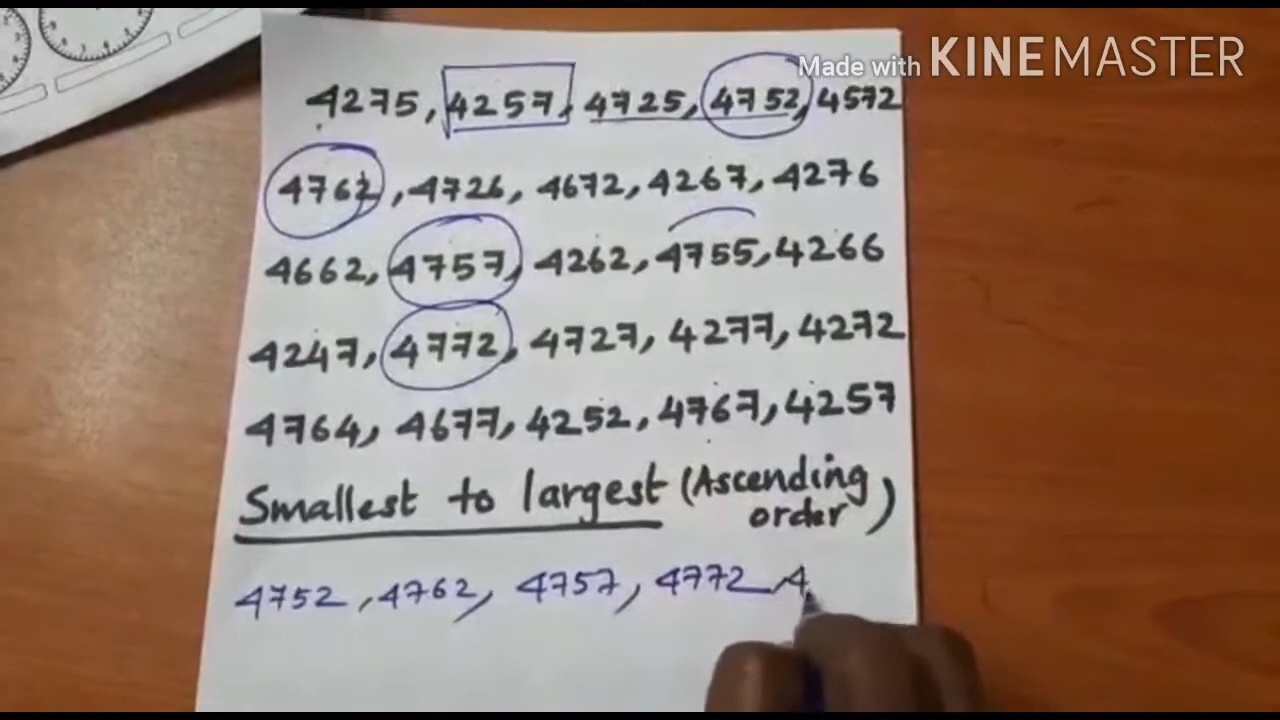 Made with KINEMASTER
4275, 4257, 4725, 4752, 4572
4762, 4726, 4672, 4267, 4276
4662, 4757, 4262, 4755, 4266
4247, 4772, 4727, 4277, 4272
4764, 4677, 4252, 4767, 4257
Smallest to largest (Ascending order)
4752, 4762, 4757, 4772, 4